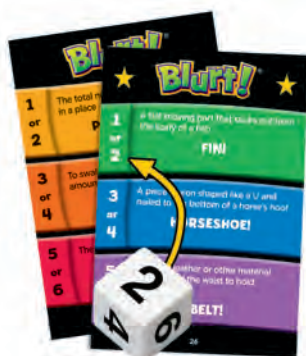 Blurt!
1
or
2
The total
in a place
3
or
4
To swa
amoun
5
or
6
The
Blurt!
1
or
2
A flat moving part that sticks out from
the body of a fish
FIN!
3
or
4
A piece of iron shaped like a U and
nailed to the bottom of a horse's hoof
HORSESHOE!
5
ather or other material
the waist to hold
BELT!
26
2
4
6